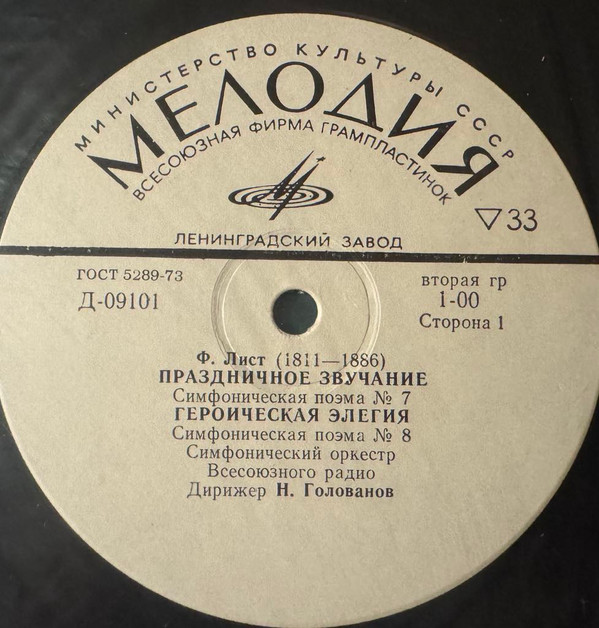 МИНИСТЕРСТВО КУЛЬТУРЫ СССР
МЕЛОДИЯ
ВСЕСОЮЗНАЯ ФИРМА ГРАМПЛАСТИНОК
33
ЛЕНИНГРАДСКИЙ ЗАВОД
ГОСТ 5289-73
Д-09101
вторая гр
1-00
Сторона 1
Ф. Лист (1811—1886)
ПРАЗДНИЧНОЕ ЗВУЧАНИЕ
Симфоническая поэма № 7
ГЕРОИЧЕСКАЯ ЭЛЕГИЯ
Симфоническая поэма № 8
Симфонический оркестр
Всесоюзного радио
Дирижер Н. Голованов